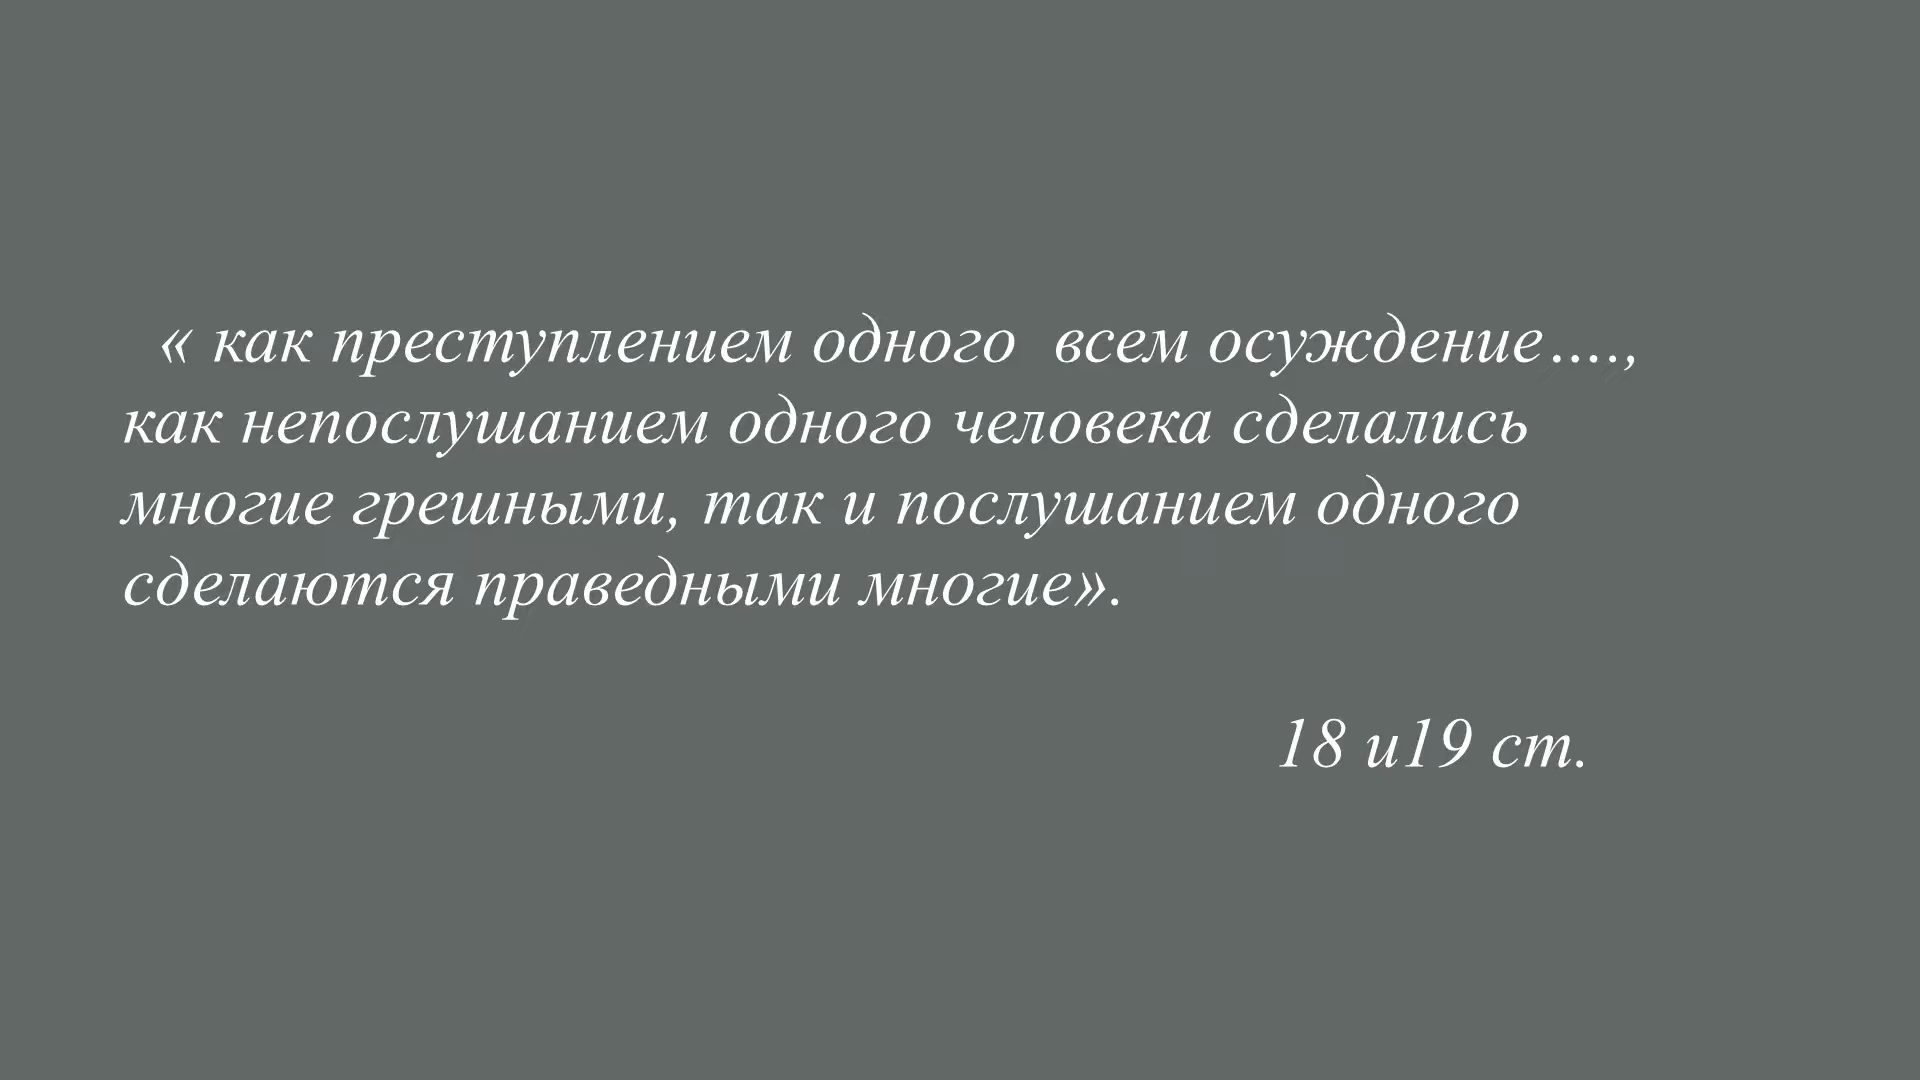 « как преступлением одного  всем осуждение….,
как непослушанием одного человека сделались
многие грешными, так и послушанием одного
сделаются праведными многие».
18 и19 ст.